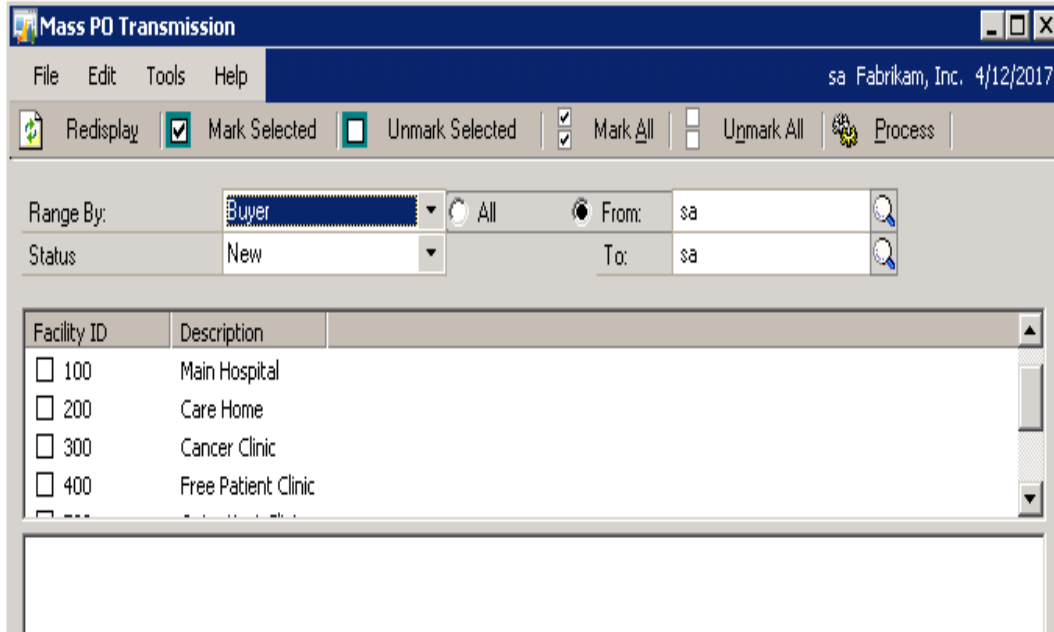 Mass PO Transmission
File Edit Tools Help sa Fabrikam, Inc. 4/12/2017
Redisplay Mark Selected Unmark Selected Mark All Unmark All Process
Range By: Buyer All From: sa
Status New To: sa
Facility ID Description
100 Main Hospital
200 Care Home
300 Cancer Clinic
400 Free Patient Clinic